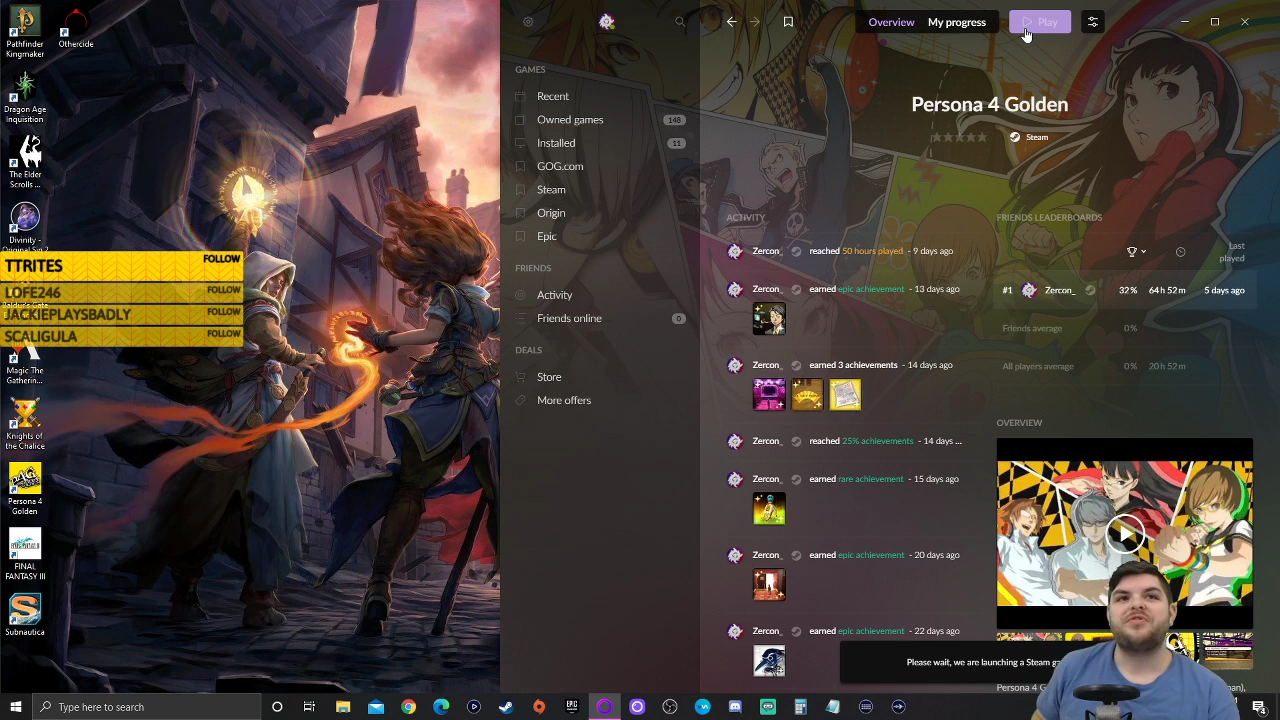 Pathfinder
Kingmaker
Othercide
Dragon Age
Inquisition
The Elder
Scrolls ...
Divinity -
Original Sin 2
TTRITES FOLLOW
LOFE246 FOLLOW
JACKIEPLAYSBADLY FOLLOW
SCALIGULA FOLLOW
Magic The
Gatherin...
Knights of
the Chalice
Persona 4
Golden
FINAL
FANTASY III
Subnautica
Type here to search
GAMES
Recent
Owned games 148
Installed 11
GOG.com
Steam
Origin
Epic
FRIENDS
Activity
Friends online 0
DEALS
Store
More offers
Overview My progress Play
Persona 4 Golden
Steam
ACTIVITY
Zercon_ reached 50 hours played - 9 days ago
Zercon_ earned epic achievement - 13 days ago
Zercon_ earned 3 achievements - 14 days ago
Zercon_ reached 25% achievements - 14 days ...
Zercon_ earned rare achievement - 15 days ago
Zercon_ earned epic achievement - 20 days ago
Zercon_ earned epic achievement - 22 days ago
FRIENDS LEADERBOARDS
Last
played
#1 Zercon_ 32% 64 h 52 m 5 days ago
Friends average 0%
All players average 0% 20 h 52 m
OVERVIEW
Please wait, we are launching a Steam
Persona 4